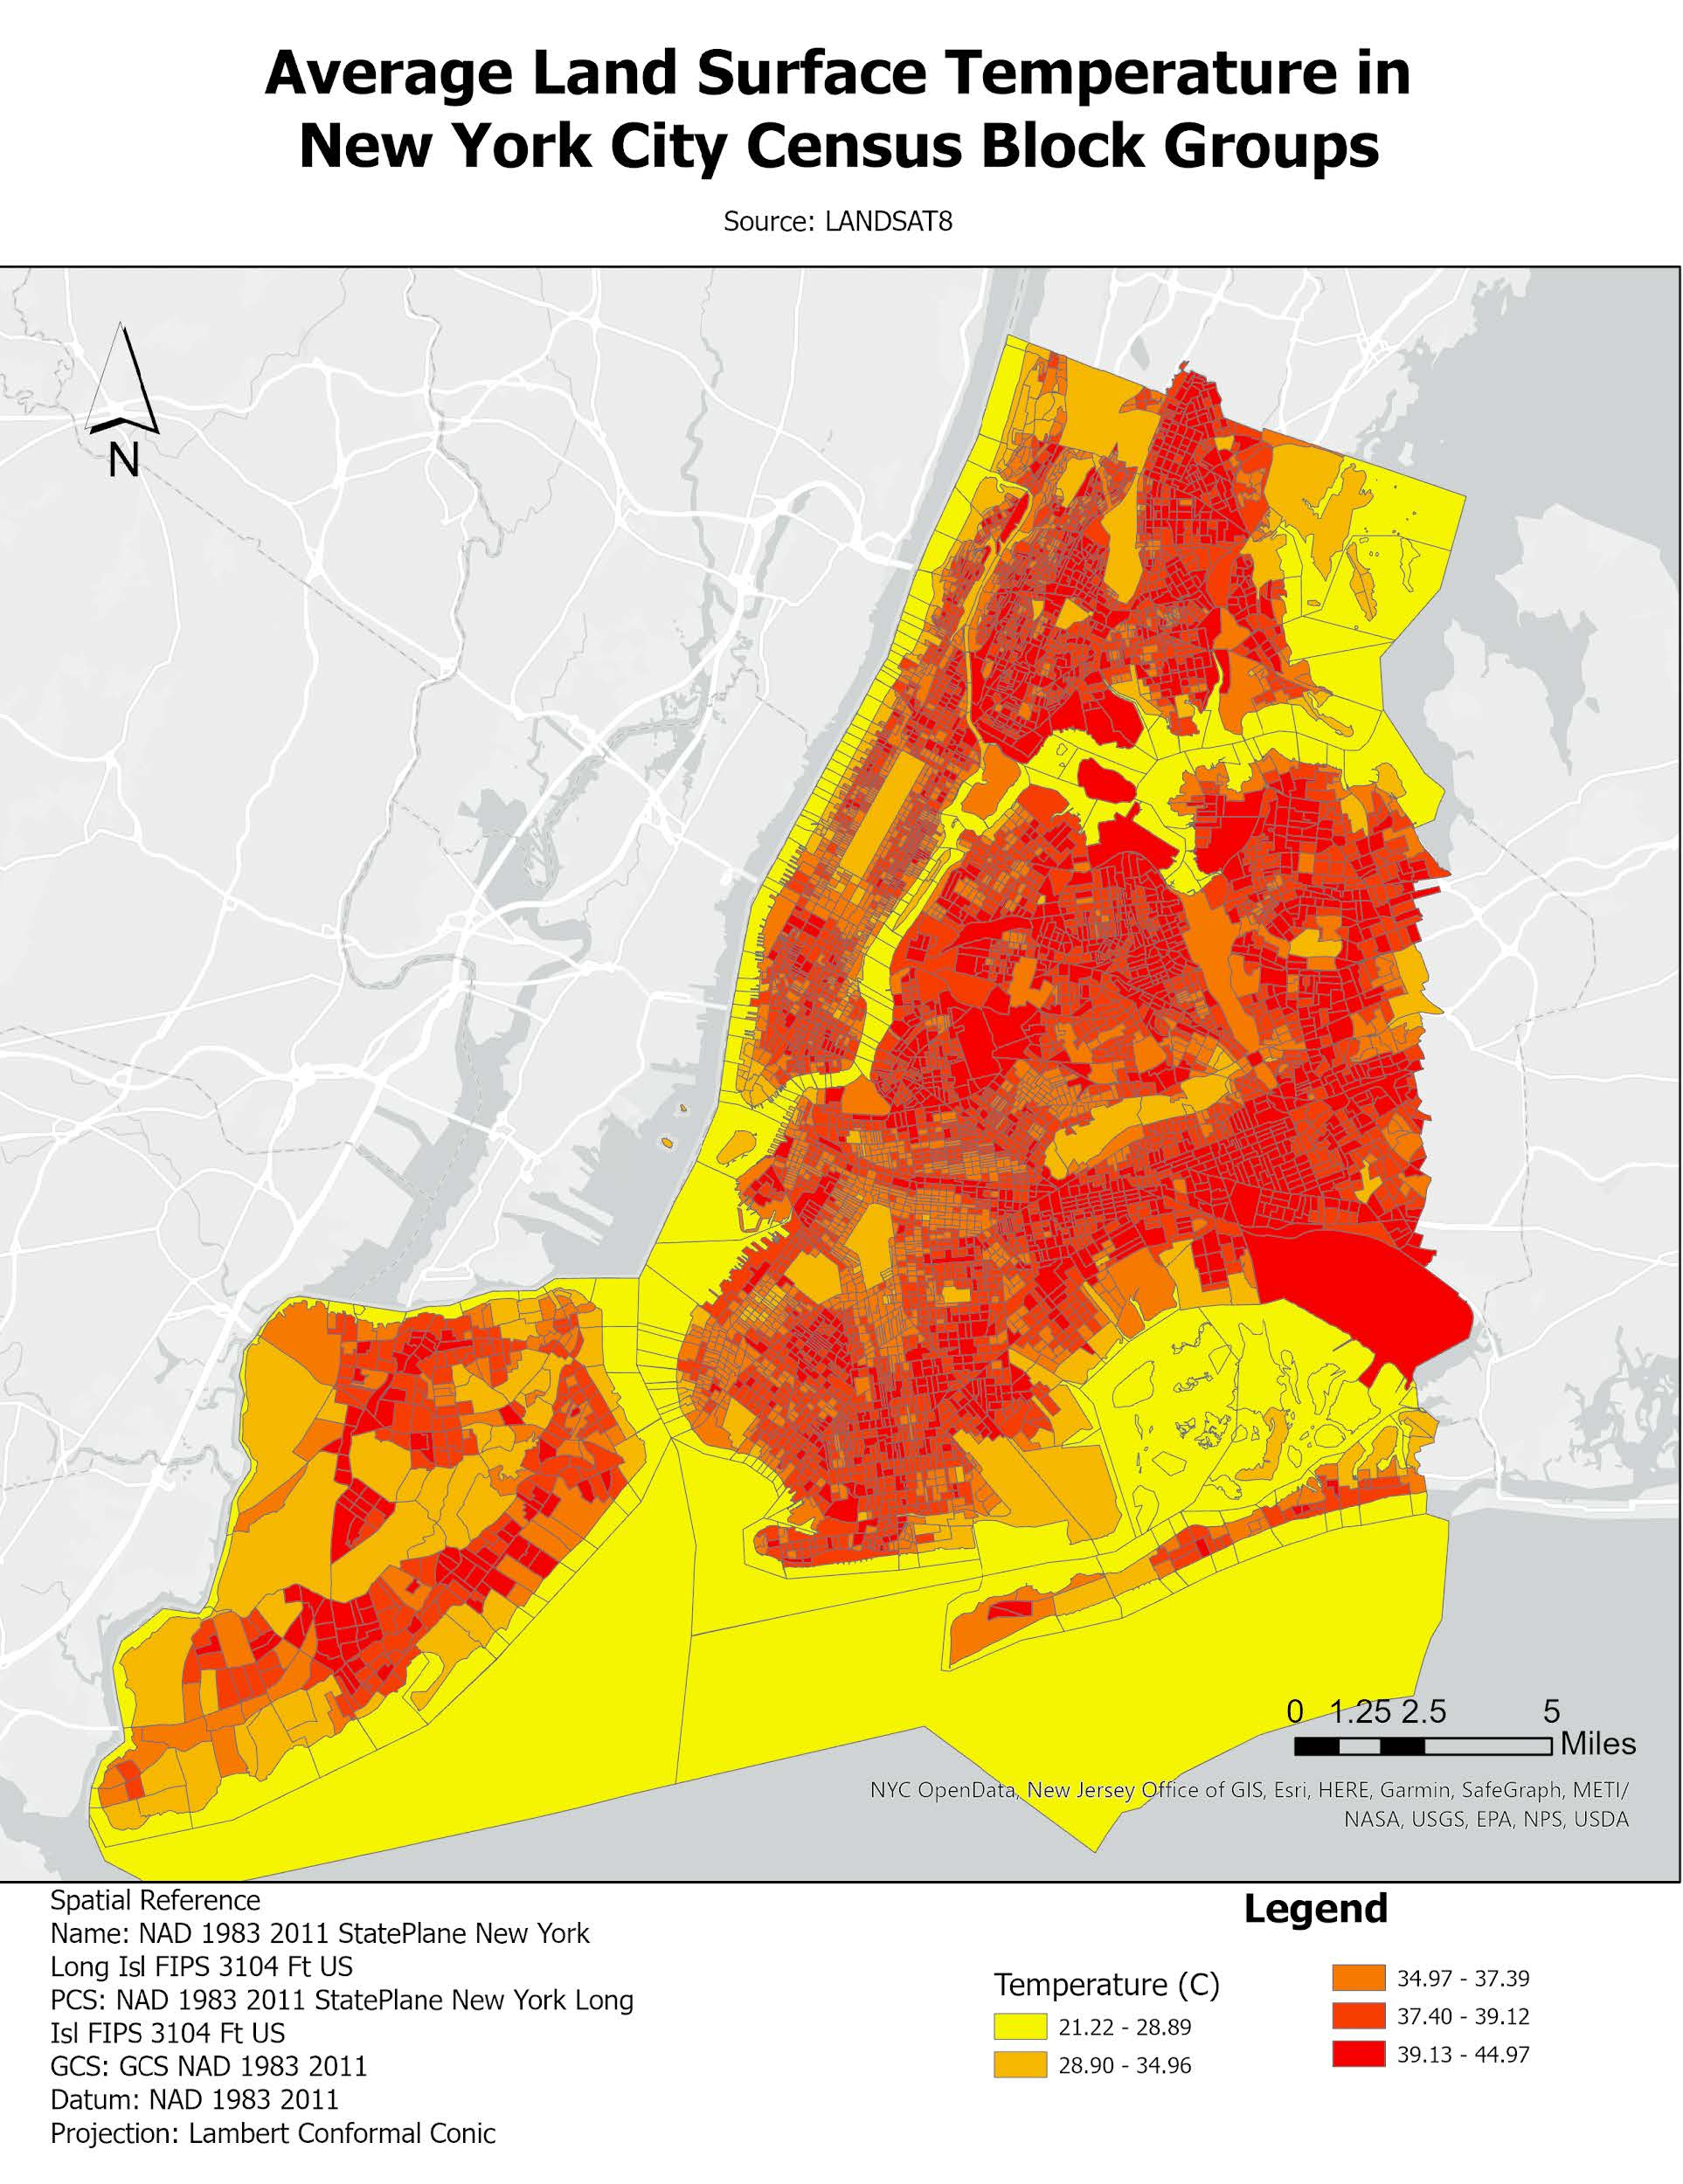 Average Land Surface Temperature in
New York City Census Block Groups
Source: LANDSAT8
N
0 1.25 2.5 5
Miles
NYC OpenData, New Jersey Office of GIS, Esri, HERE, Garmin, SafeGraph, METI/
NASA, USGS, EPA, NPS, USDA
Spatial Reference
Name: NAD 1983 2011 StatePlane New York
Long Isl FIPS 3104 Ft US
PCS: NAD 1983 2011 StatePlane New York Long
Isl FIPS 3104 Ft US
GCS: GCS NAD 1983 2011
Datum: NAD 1983 2011
Projection: Lambert Conformal Conic
Legend
Temperature (C)
21.22 - 28.89
28.90 - 34.96
34.97 - 37.39
37.40 - 39.12
39.13 - 44.97